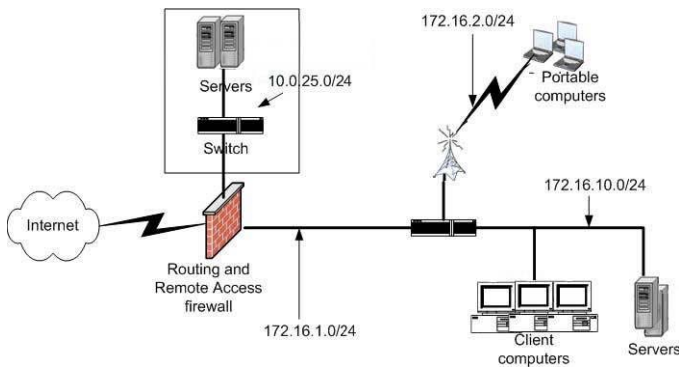 172.16.2.0/24
Servers
10.0.25.0/24
Portable
computers
Switch
172.16.10.0/24
Internet
Routing and
Remote Access
firewall
172.16.1.0/24
Client
computers
Servers